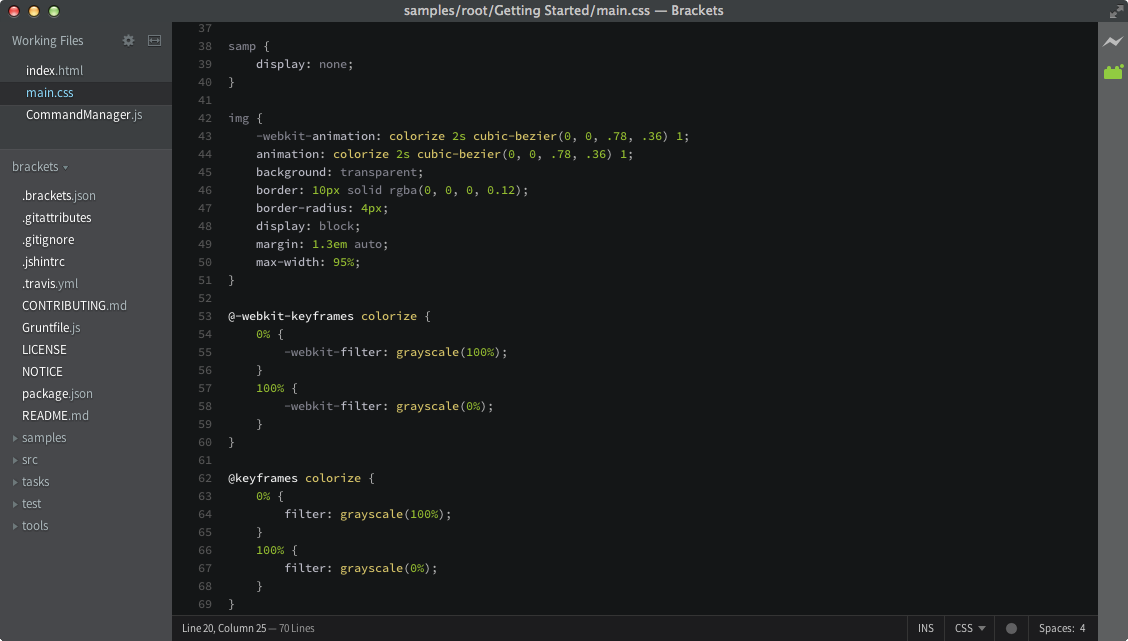 samples/root/Getting Started/main.css — Brackets
Working Files
index.html
main.css
CommandManager.js
brackets
.brackets.json
.gitattributes
.gitignore
.jshintrc
.travis.yml
CONTRIBUTING.md
Gruntfile.js
LICENSE
NOTICE
package.json
README.md
samples
src
tasks
test
tools
37
38 samp {
39     display: none;
40 }
41
42 img {
43     -webkit-animation: colorize 2s cubic-bezier(0, 0, .78, .36) 1;
44     animation: colorize 2s cubic-bezier(0, 0, .78, .36) 1;
45     background: transparent;
46     border: 10px solid rgba(0, 0, 0, 0.12);
47     border-radius: 4px;
48     display: block;
49     margin: 1.3em auto;
50     max-width: 95%;
51 }
52
53 @-webkit-keyframes colorize {
54     0% {
55         -webkit-filter: grayscale(100%);
56     }
57     100% {
58         -webkit-filter: grayscale(0%);
59     }
60 }
61
62 @keyframes colorize {
63     0% {
64         filter: grayscale(100%);
65     }
66     100% {
67         filter: grayscale(0%);
68     }
69 }
Line 20, Column 25 — 70 Lines
INS
CSS
Spaces: 4